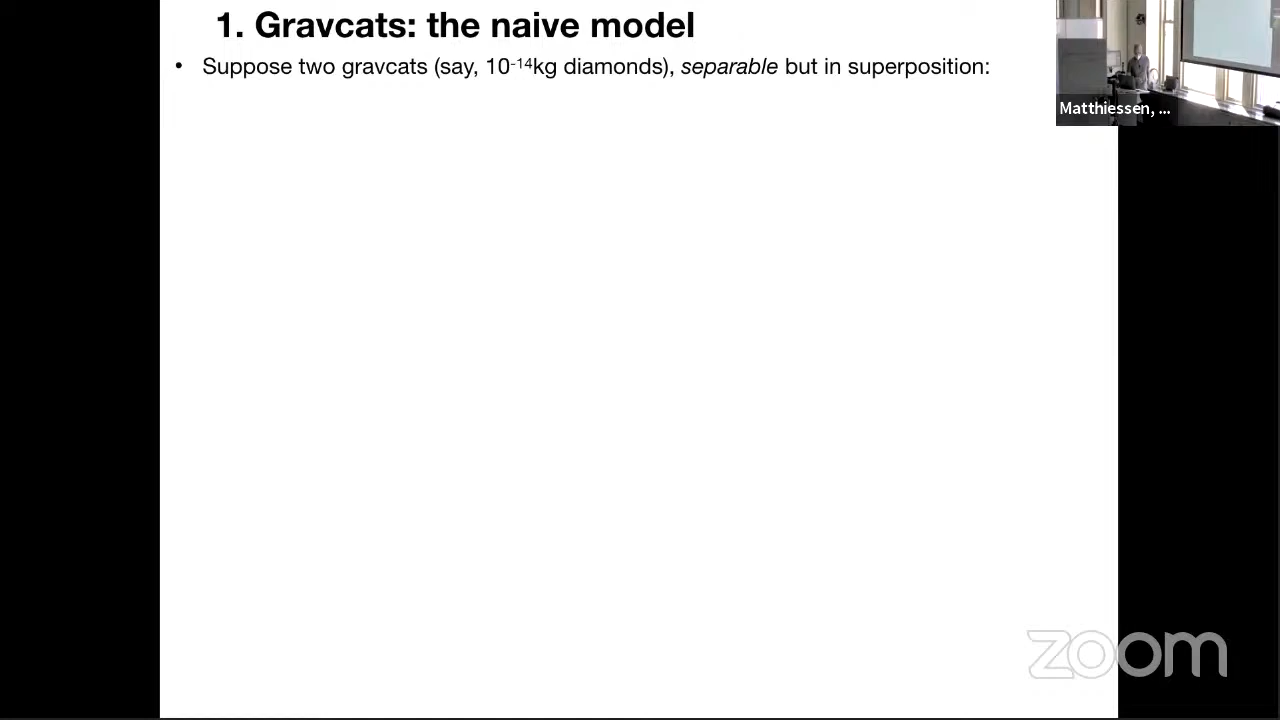 1. Gravcats: the naive model
• Suppose two gravcats (say, 10⁻¹⁴kg diamonds), separable but in superposition:
Matthiessen, ...
zoom